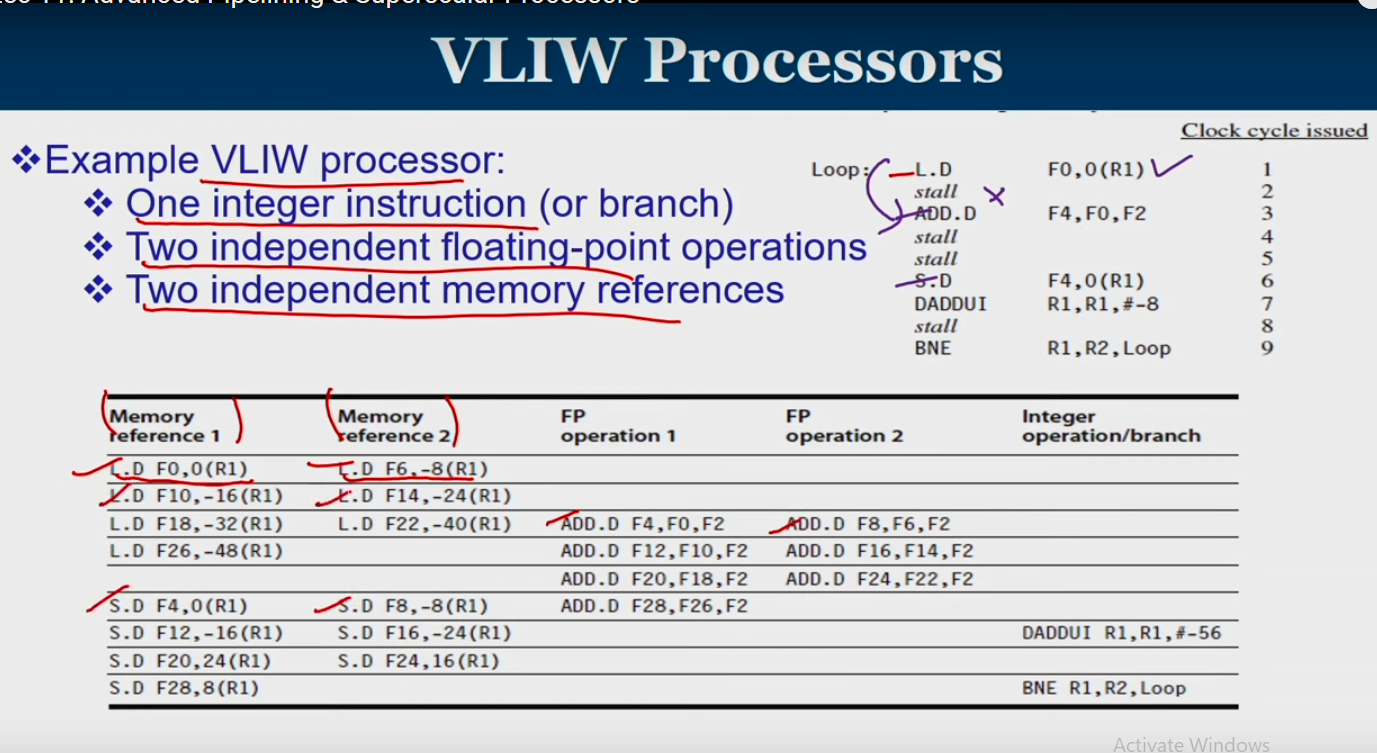 VLIW Processors
Clock cycle issued
❖Example VLIW processor:
❖ One integer instruction (or branch)
❖ Two independent floating-point operations
❖ Two independent memory references
Loop: L.D F0,0(R1) 1
stall 2
ADD.D F4,F0,F2 3
stall 4
stall 5
S.D F4,0(R1) 6
DADDUI R1,R1,#-8 7
stall 8
BNE R1,R2,Loop 9
Memory reference 1 Memory reference 2 FP operation 1 FP operation 2 Integer operation/branch
L.D F0,0(R1) L.D F6,-8(R1)
L.D F10,-16(R1) L.D F14,-24(R1)
L.D F18,-32(R1) L.D F22,-40(R1) ADD.D F4,F0,F2 ADD.D F8,F6,F2
L.D F26,-48(R1) ADD.D F12,F10,F2 ADD.D F16,F14,F2
ADD.D F20,F18,F2 ADD.D F24,F22,F2
S.D F4,0(R1) S.D F8,-8(R1) ADD.D F28,F26,F2
S.D F12,-16(R1) S.D F16,-24(R1) DADDUI R1,R1,#-56
S.D F20,24(R1) S.D F24,16(R1)
S.D F28,8(R1) BNE R1,R2,Loop
Activate Windows